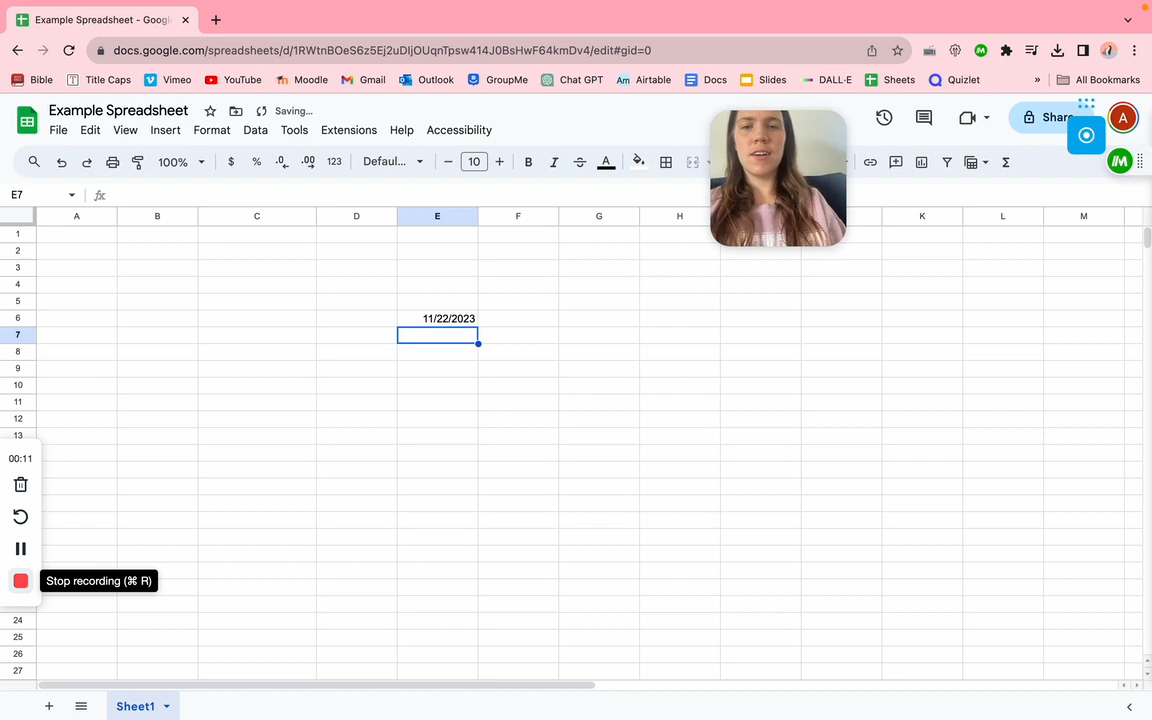 Example Spreadsheet - Googl
docs.google.com/spreadsheets/d/1RWtnBOeS6z5Ej2uDIjOUqnTpsw414J0BsHwF64kmDv4/edit#gid=0
Bible Title Caps Vimeo YouTube Moodle Gmail Outlook GroupMe Chat GPT Am Airtable Docs Slides DALL·E Sheets Quizlet » All Bookmarks
Example Spreadsheet Saving...
File Edit View Insert Format Data Tools Extensions Help Accessibility
Share A
100% $ % .0 .00 123 Defaul... − 10 + B I S A Σ
IM
E7 fx
A B C D E F G H K L M
1
2
3
4
5
6 11/22/2023
7
8
9
10
11
12
13
00:11
Stop recording (⌘ R)
24
25
26
27
Sheet1